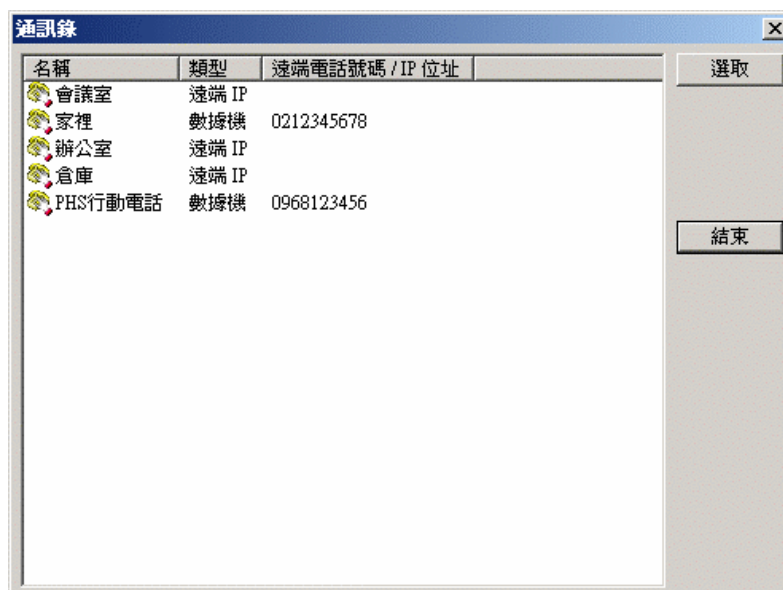 通訊錄
名稱 類型 遠端電話號碼 / IP 位址
選取
會議室 遠端 IP
家裡 數據機 0212345678
辦公室 遠端 IP
倉庫 遠端 IP
PHS行動電話 數據機 0968123456
結束